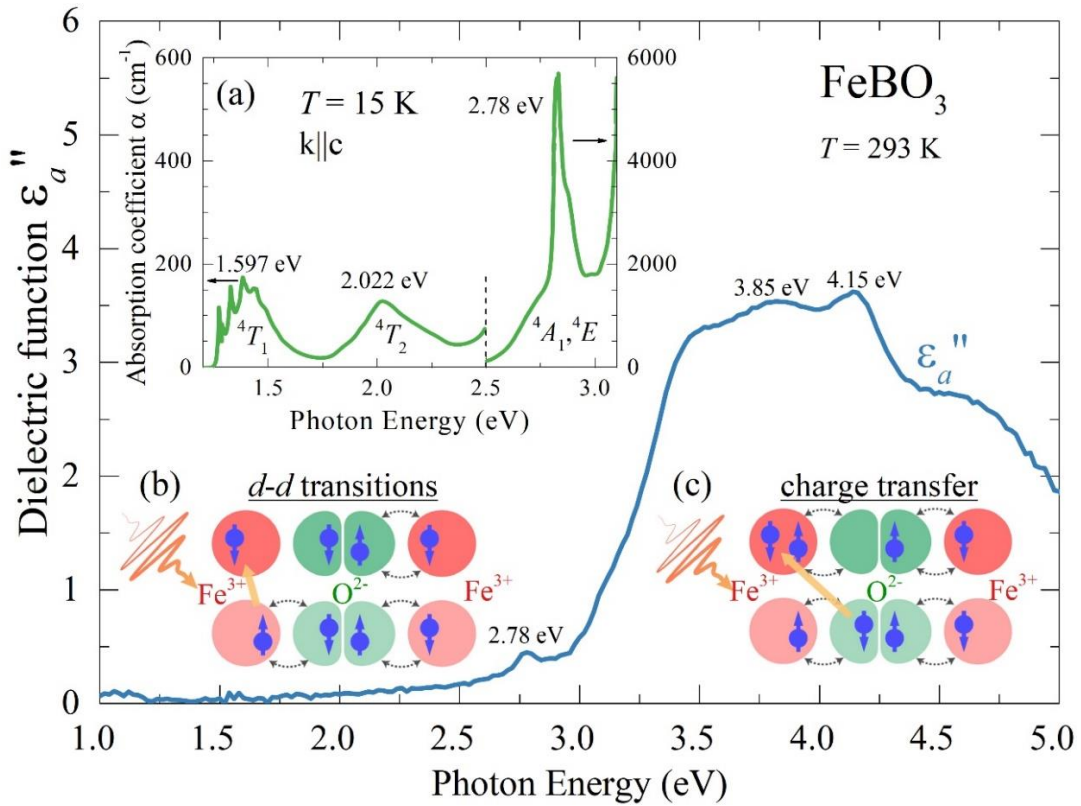 Dielectric function ε_a"
6
5
4
3
2
1
0
1.0 1.5 2.0 2.5 3.0 3.5 4.0 4.5 5.0
Photon Energy (eV)
FeBO₃
T = 293 K
(a)
T = 15 K
k||c
Absorption coefficient α (cm⁻¹)
600
400
200
0
6000
4000
2000
0
1.5 2.0 2.5 3.0
Photon Energy (eV)
1.597 eV
2.022 eV
2.78 eV
⁴T₁
⁴T₂
⁴A₁,⁴E
3.85 eV
4.15 eV
ε_a"
2.78 eV
(b)
d-d transitions
Fe³⁺
O²⁻
Fe³⁺
(c)
charge transfer
Fe³⁺
O²⁻
Fe³⁺